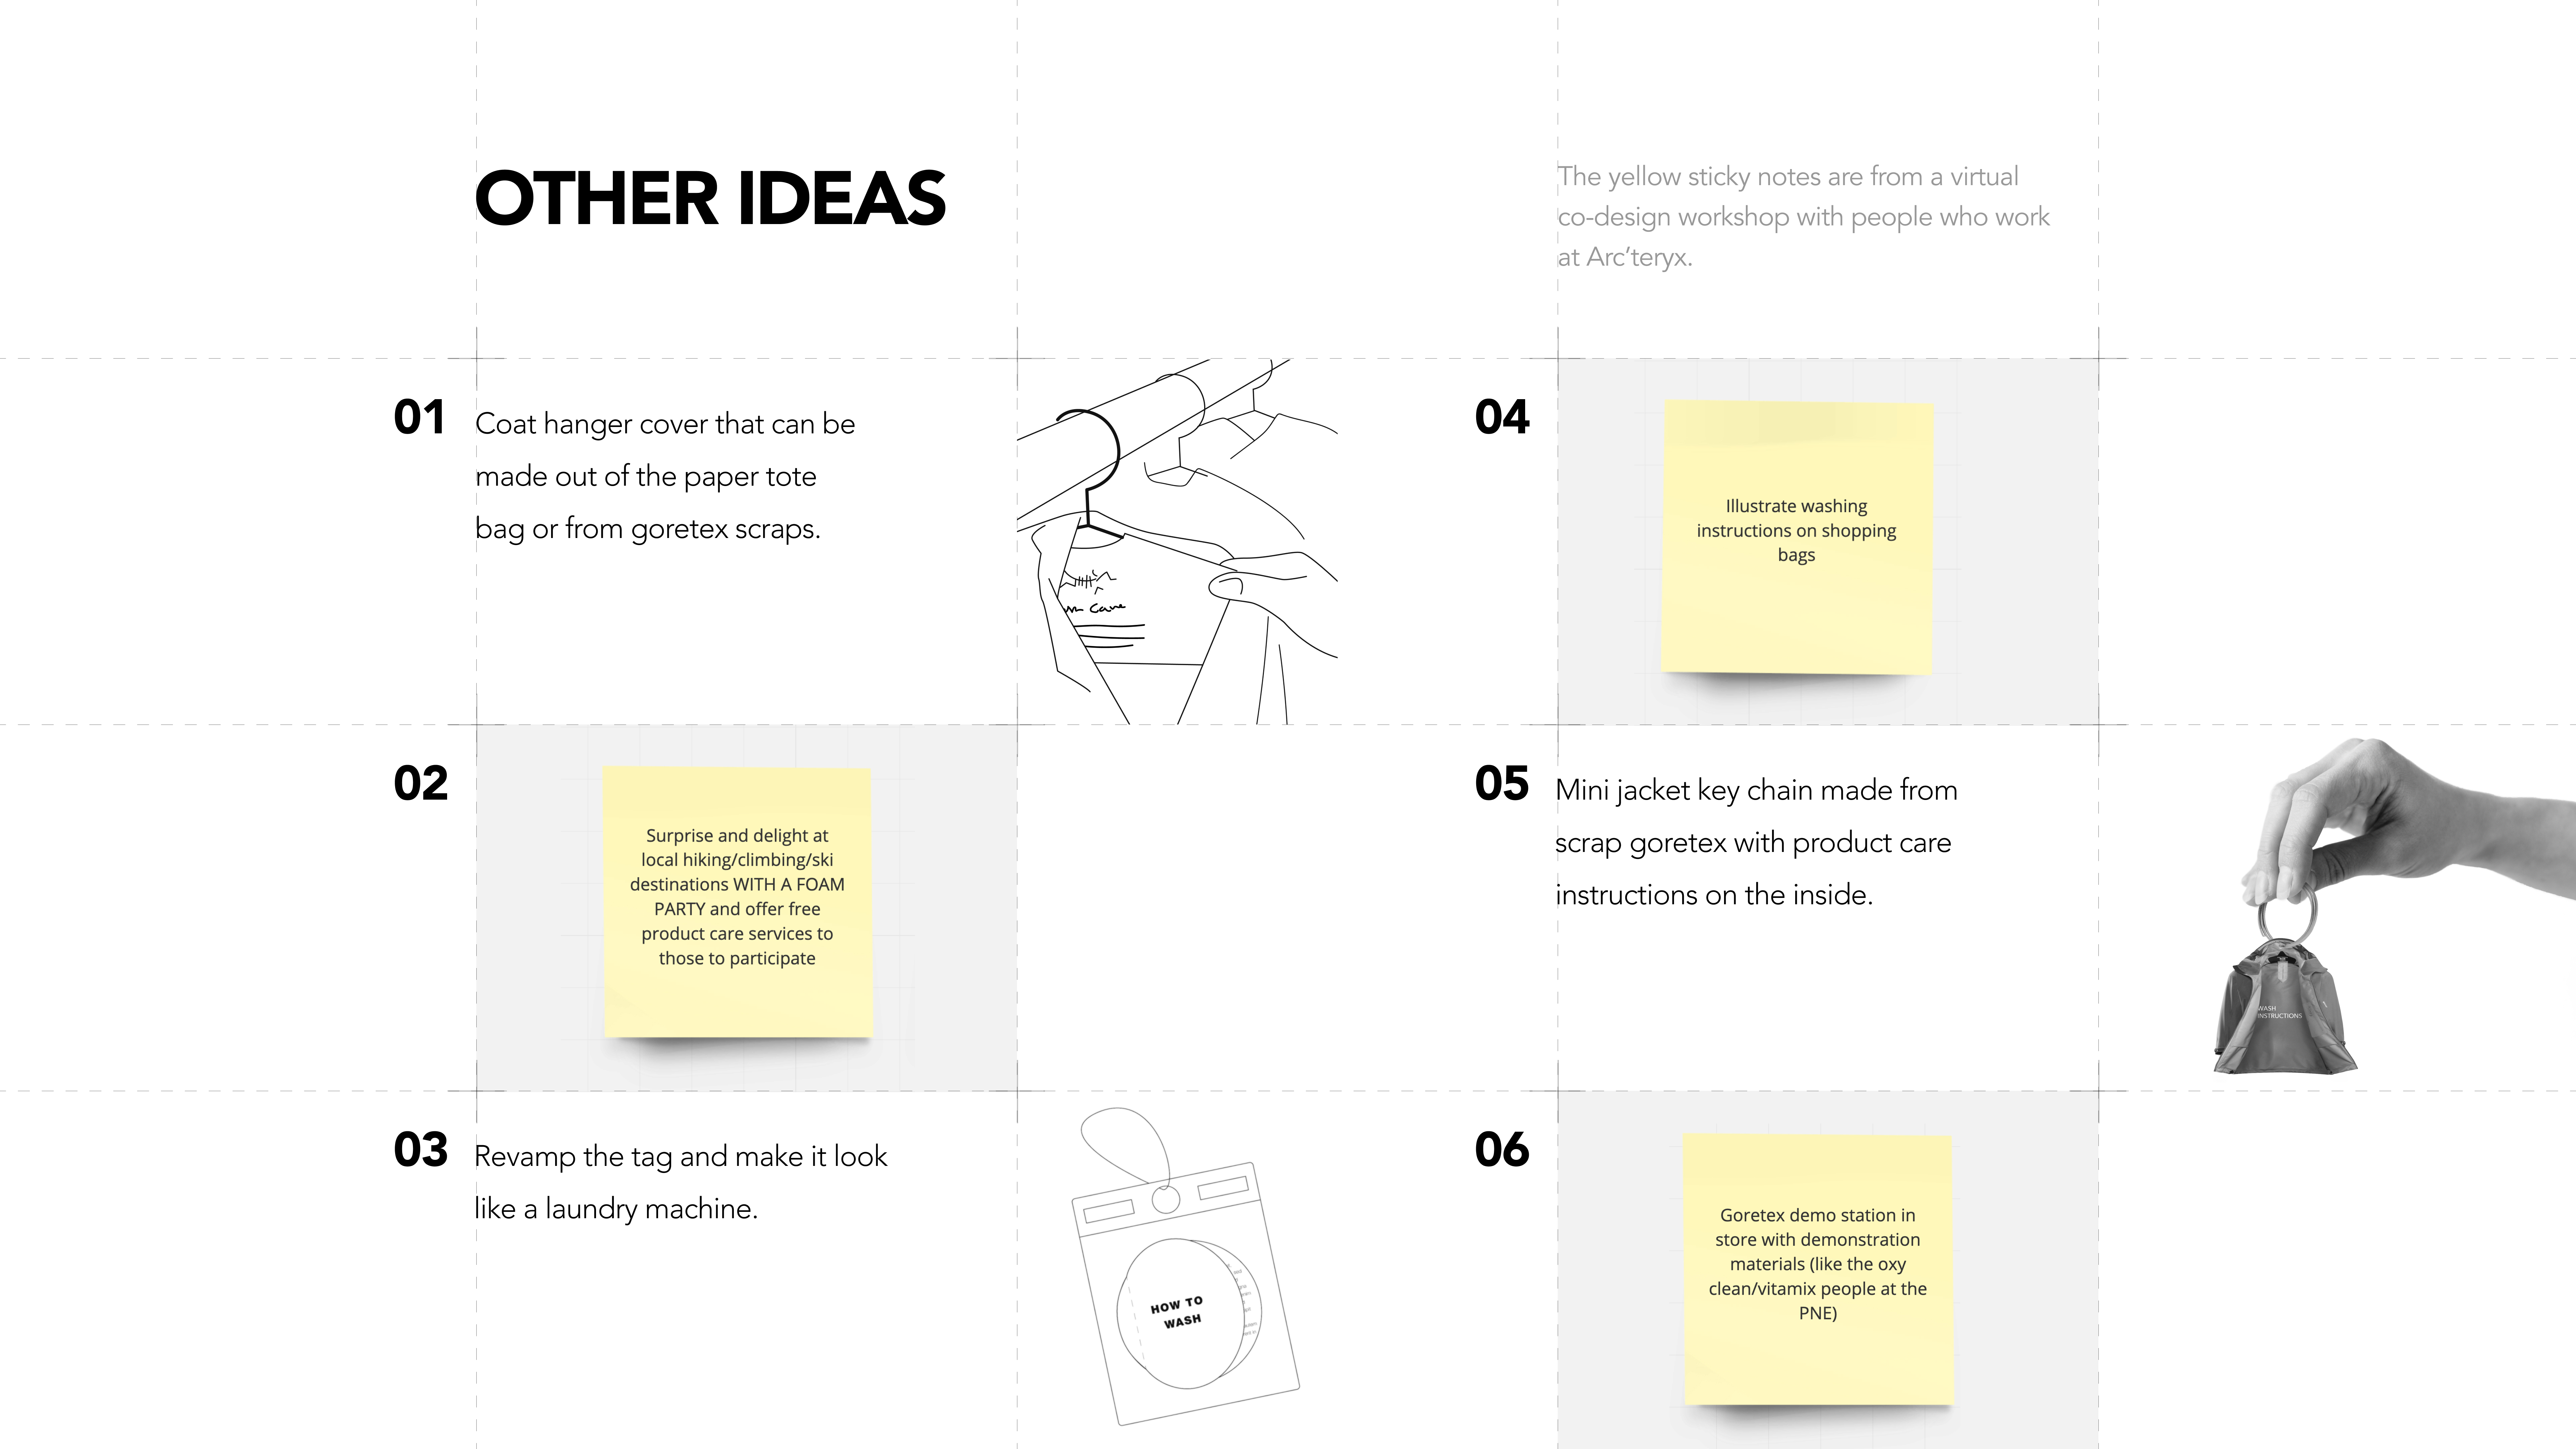 OTHER IDEAS
The yellow sticky notes are from a virtual
co-design workshop with people who work
at Arc'teryx.
01
Coat hanger cover that can be
made out of the paper tote
bag or from goretex scraps.
Care
02
Surprise and delight at
local hiking/climbing/ski
destinations WITH A FOAM
PARTY and offer free
product care services to
those to participate
03
Revamp the tag and make it look
like a laundry machine.
HOW TO
WASH
04
Illustrate washing
instructions on shopping
bags
05
Mini jacket key chain made from
scrap goretex with product care
instructions on the inside.
WASH
INSTRUCTIONS
06
Goretex demo station in
store with demonstration
materials (like the oxy
clean/vitamix people at the
PNE)